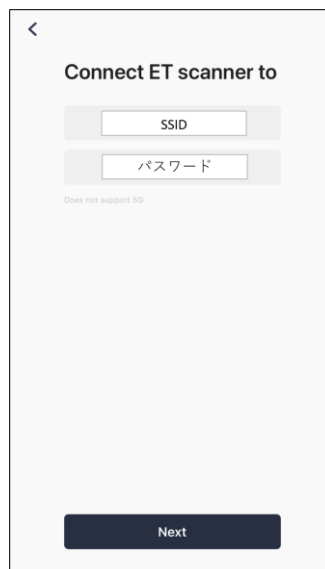 Connect ET scanner to
SSID
パスワード
Does not support 5G
Next